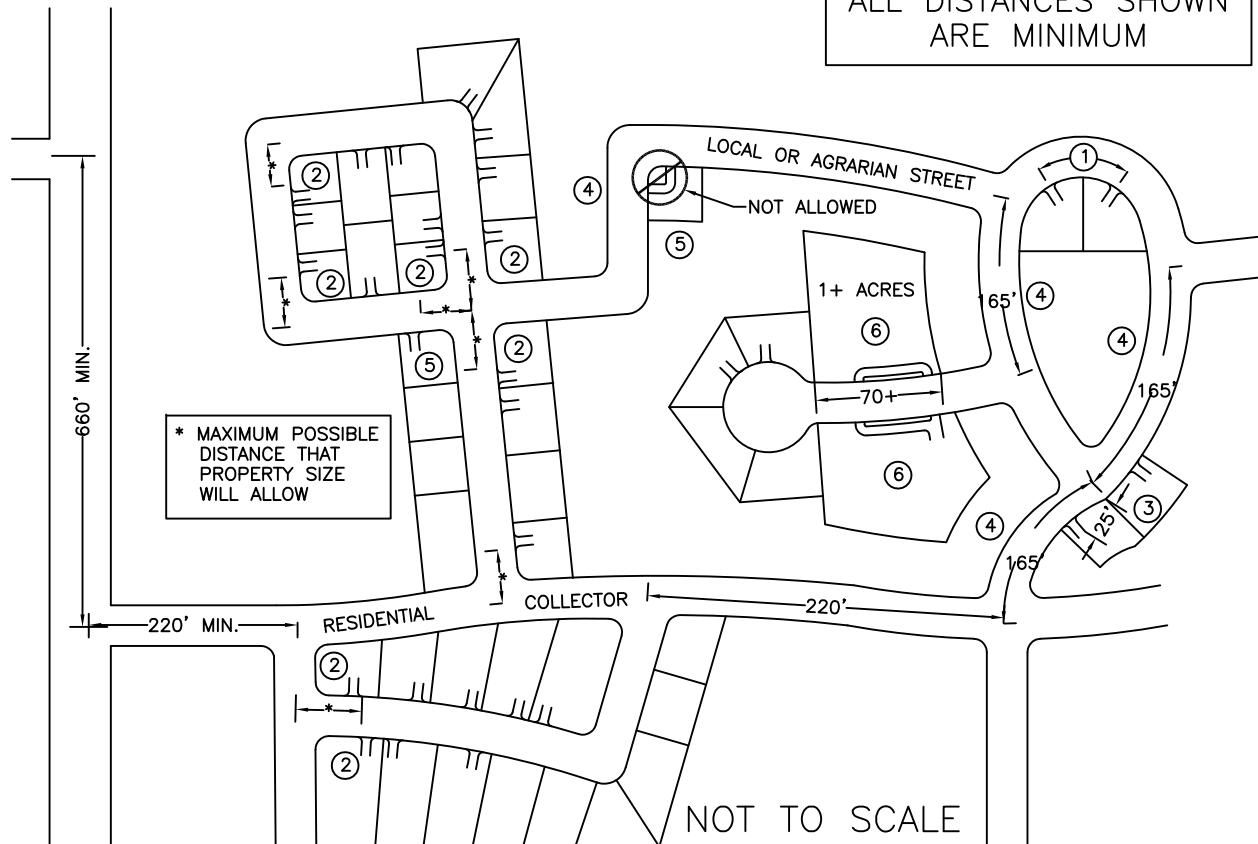 ALL DISTANCES SHOWN
ARE MINIMUM
LOCAL OR AGRARIAN STREET
1
*
2
4
NOT ALLOWED
5
2
2
2
2
*
*
*
*
1+ ACRES
165'
4
6
4
660' MIN.
2
5
70+
165'
* MAXIMUM POSSIBLE
DISTANCE THAT
PROPERTY SIZE
WILL ALLOW
6
3
25'
4
165'
*
220' MIN.
RESIDENTIAL
COLLECTOR
220'
2
*
2
NOT TO SCALE